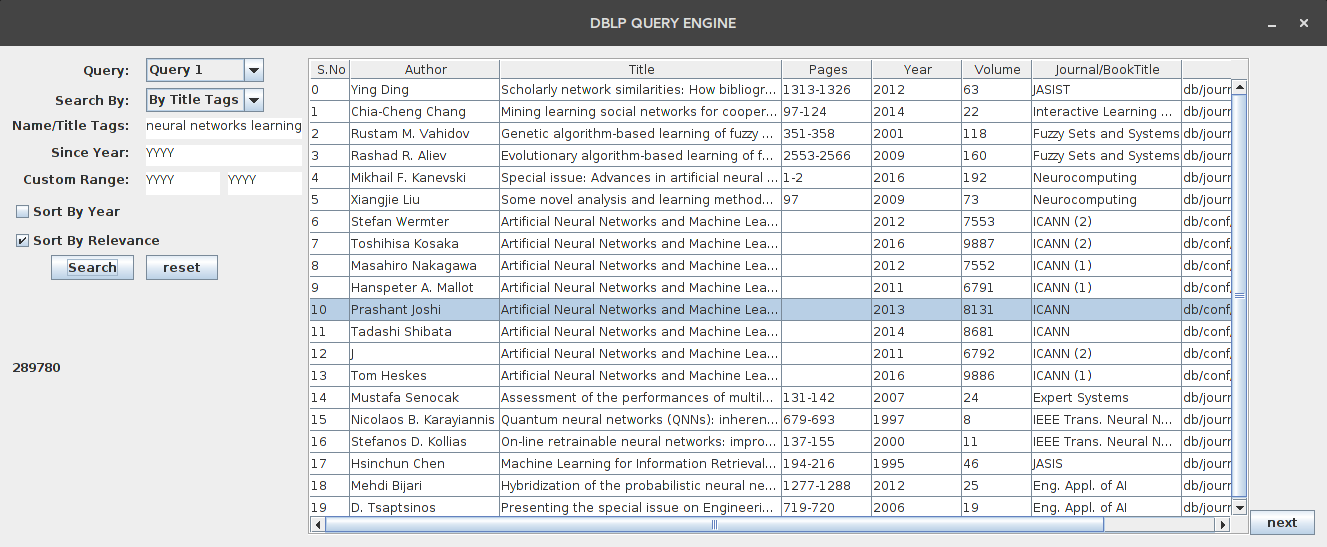 DBLP QUERY ENGINE
Query: Query 1
Search By: By Title Tags
Name/Title Tags: neural networks learning
Since Year: YYYY
Custom Range: YYYY YYYY
Sort By Year
Sort By Relevance
Search reset
289780
S.No Author Title Pages Year Volume Journal/BookTitle
0 Ying Ding Scholarly network similarities: How bibliogr... 1313-1326 2012 63 JASIST db/journ
1 Chia-Cheng Chang Mining learning social networks for cooper... 97-124 2014 22 Interactive Learning ... db/journ
2 Rustam M. Vahidov Genetic algorithm-based learning of fuzzy ... 351-358 2001 118 Fuzzy Sets and Systems db/journ
3 Rashad R. Aliev Evolutionary algorithm-based learning of f... 2553-2566 2009 160 Fuzzy Sets and Systems db/journ
4 Mikhail F. Kanevski Special issue: Advances in artificial neural ... 1-2 2016 192 Neurocomputing db/journ
5 Xiangjie Liu Some novel analysis and learning method... 97 2009 73 Neurocomputing db/journ
6 Stefan Wermter Artificial Neural Networks and Machine Lea... 2012 7553 ICANN (2) db/conf/
7 Toshihisa Kosaka Artificial Neural Networks and Machine Lea... 2016 9887 ICANN (2) db/conf/
8 Masahiro Nakagawa Artificial Neural Networks and Machine Lea... 2012 7552 ICANN (1) db/conf/
9 Hanspeter A. Mallot Artificial Neural Networks and Machine Lea... 2011 6791 ICANN (1) db/conf/
10 Prashant Joshi Artificial Neural Networks and Machine Lea... 2013 8131 ICANN db/conf/
11 Tadashi Shibata Artificial Neural Networks and Machine Lea... 2014 8681 ICANN db/conf/
12 J Artificial Neural Networks and Machine Lea... 2011 6792 ICANN (2) db/conf/
13 Tom Heskes Artificial Neural Networks and Machine Lea... 2016 9886 ICANN (1) db/conf/
14 Mustafa Senocak Assessment of the performances of multil... 131-142 2007 24 Expert Systems db/journ
15 Nicolaos B. Karayiannis Quantum neural networks (QNNs): inheren... 679-693 1997 8 IEEE Trans. Neural N... db/journ
16 Stefanos D. Kollias On-line retrainable neural networks: impro... 137-155 2000 11 IEEE Trans. Neural N... db/journ
17 Hsinchun Chen Machine Learning for Information Retrieval... 194-216 1995 46 JASIS db/journ
18 Mehdi Bijari Hybridization of the probabilistic neural ne... 1277-1288 2012 25 Eng. Appl. of AI db/journ
19 D. Tsaptsinos Presenting the special issue on Engineeri... 719-720 2006 19 Eng. Appl. of AI db/journ
next